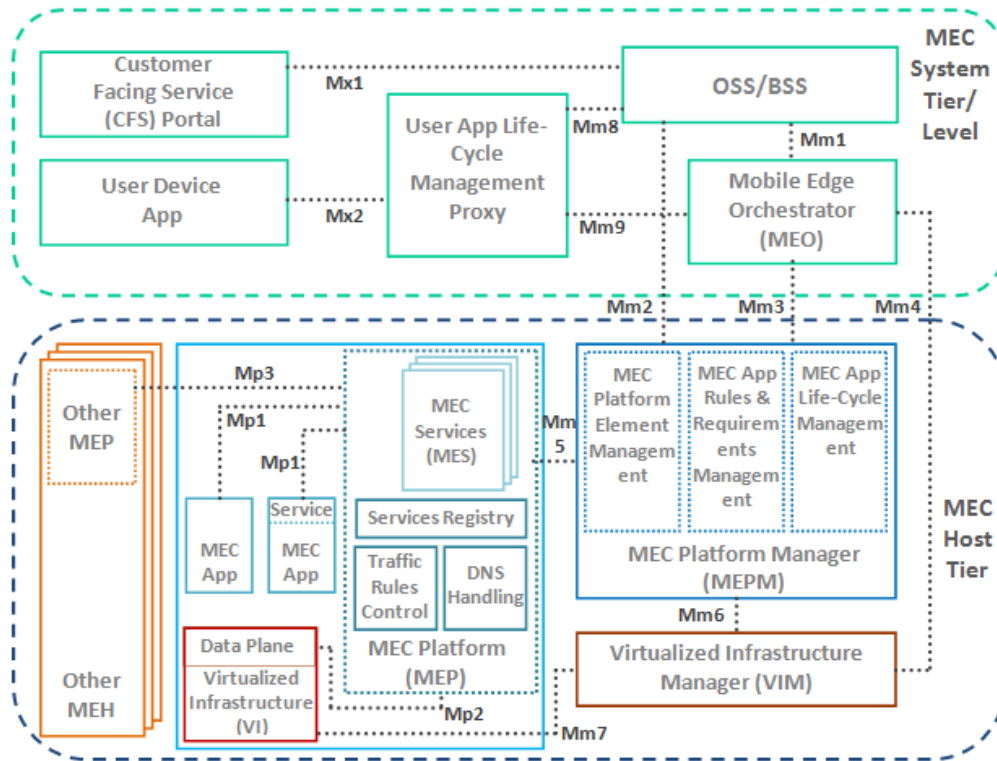 Customer
Facing Service
(CFS) Portal
Mx1
OSS/BSS
MEC
System
Tier/
Level
User App Life-
Cycle
Management
Proxy
Mm8
Mm1
User Device
App
Mx2
Mm9
Mobile Edge
Orchestrator
(MEO)
Mm2
Mm3
Mm4
Other
MEP
Other
MEH
Mp3
Mp1
Mp1
MEC
Services
(MES)
Mm
5
Services Registry
Service
MEC
App
MEC
App
Traffic
Rules
Control
DNS
Handling
MEC Platform
(MEP)
Data Plane
Virtualized
Infrastructure
(VI)
Mp2
Mm7
MEC
Platform
Element
Managem
ent
MEC App
Rules &
Requirem
ents
Managem
ent
MEC App
Life-Cycle
Managem
ent
MEC Platform Manager
(MEPM)
Mm6
Virtualized Infrastructure
Manager (VIM)
MEC
Host
Tier